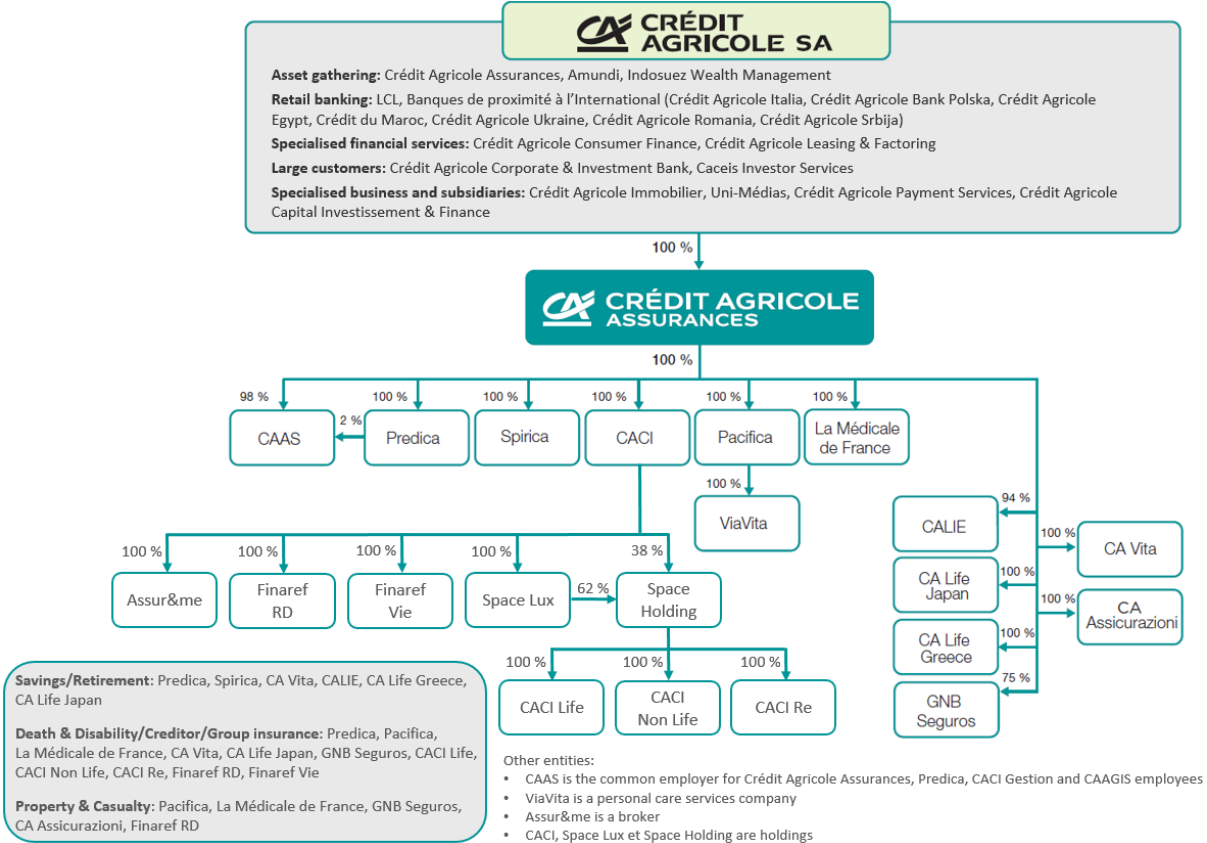 CRÉDIT
AGRICOLE SA
Asset gathering: Crédit Agricole Assurances, Amundi, Indosuez Wealth Management
Retail banking: LCL, Banques de proximité à l’International (Crédit Agricole Italia, Crédit Agricole Bank Polska, Crédit Agricole
Egypt, Crédit du Maroc, Crédit Agricole Ukraine, Crédit Agricole Romania, Crédit Agricole Srbija)
Specialised financial services: Crédit Agricole Consumer Finance, Crédit Agricole Leasing & Factoring
Large customers: Crédit Agricole Corporate & Investment Bank, Caceis Investor Services
Specialised business and subsidiaries: Crédit Agricole Immobilier, Uni-Médias, Crédit Agricole Payment Services, Crédit Agricole
Capital Investissement & Finance
100 %
CA CRÉDIT AGRICOLE
ASSURANCES
100 %
98 %
100 %
100 %
100 %
100 %
100 %
CAAS
2 %
Predica
Spirica
CACI
Pacifica
La Médicale
de France
100 %
ViaVita
94 %
CALIE
100 %
CA Vita
100 %
CA Life
Japan
100 %
CA
Assicurazioni
100 %
CA Life
Greece
75 %
GNB
Seguros
100 %
100 %
100 %
100 %
38 %
Assur&me
Finaref
RD
Finaref
Vie
Space Lux
62 %
Space
Holding
100 %
100 %
100 %
CACI Life
CACI
Non Life
CACI Re
Savings/Retirement: Predica, Spirica, CA Vita, CALIE, CA Life Greece,
CA Life Japan
Death & Disability/Creditor/Group insurance: Predica, Pacifica,
La Médicale de France, CA Vita, CA Life Japan, GNB Seguros, CACI Life,
CACI Non Life, CACI Re, Finaref RD, Finaref Vie
Property & Casualty: Pacifica, La Médicale de France, GNB Seguros,
CA Assicurazioni, Finaref RD
Other entities:
• CAAS is the common employer for Crédit Agricole Assurances, Predica, CACI Gestion and CAAGIS employees
• ViaVita is a personal care services company
• Assur&me is a broker
• CACI, Space Lux et Space Holding are holdings